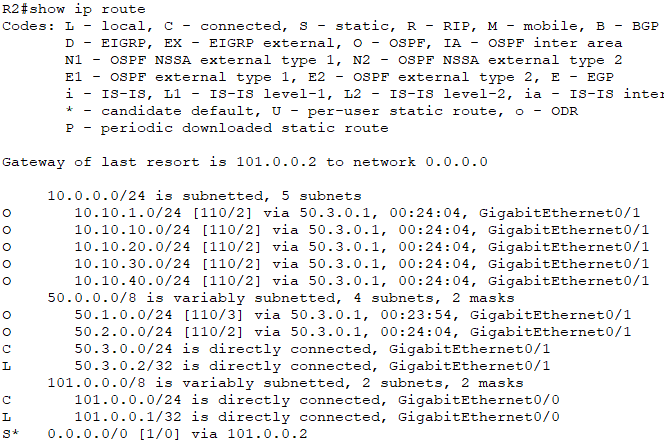 R2#show ip route
Codes: L - local, C - connected, S - static, R - RIP, M - mobile, B - BGP
       D - EIGRP, EX - EIGRP external, O - OSPF, IA - OSPF inter area
       N1 - OSPF NSSA external type 1, N2 - OSPF NSSA external type 2
       E1 - OSPF external type 1, E2 - OSPF external type 2, E - EGP
       i - IS-IS, L1 - IS-IS level-1, L2 - IS-IS level-2, ia - IS-IS inter
       * - candidate default, U - per-user static route, o - ODR
       P - periodic downloaded static route

Gateway of last resort is 101.0.0.2 to network 0.0.0.0

     10.0.0.0/24 is subnetted, 5 subnets
O       10.10.1.0/24 [110/2] via 50.3.0.1, 00:24:04, GigabitEthernet0/1
O       10.10.10.0/24 [110/2] via 50.3.0.1, 00:24:04, GigabitEthernet0/1
O       10.10.20.0/24 [110/2] via 50.3.0.1, 00:24:04, GigabitEthernet0/1
O       10.10.30.0/24 [110/2] via 50.3.0.1, 00:24:04, GigabitEthernet0/1
O       10.10.40.0/24 [110/2] via 50.3.0.1, 00:24:04, GigabitEthernet0/1
     50.0.0.0/8 is variably subnetted, 4 subnets, 2 masks
O       50.1.0.0/24 [110/3] via 50.3.0.1, 00:23:54, GigabitEthernet0/1
O       50.2.0.0/24 [110/2] via 50.3.0.1, 00:24:04, GigabitEthernet0/1
C       50.3.0.0/24 is directly connected, GigabitEthernet0/1
L       50.3.0.2/32 is directly connected, GigabitEthernet0/1
     101.0.0.0/8 is variably subnetted, 2 subnets, 2 masks
C       101.0.0.0/24 is directly connected, GigabitEthernet0/0
L       101.0.0.1/32 is directly connected, GigabitEthernet0/0
S*   0.0.0.0/0 [1/0] via 101.0.0.2